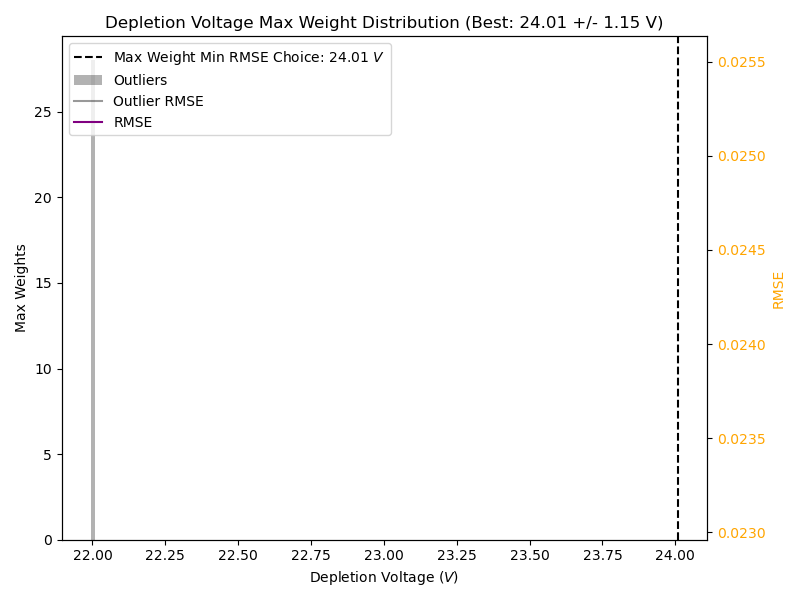 Depletion Voltage Max Weight Distribution (Best: 24.01 +/- 1.15 V)
Max Weight Min RMSE Choice: 24.01 V
Outliers
Outlier RMSE
RMSE
Max Weights
25
20
15
10
5
0
0.0255
0.0250
0.0245
0.0240
0.0235
0.0230
RMSE
22.00 22.25 22.50 22.75 23.00 23.25 23.50 23.75 24.00
Depletion Voltage (V)